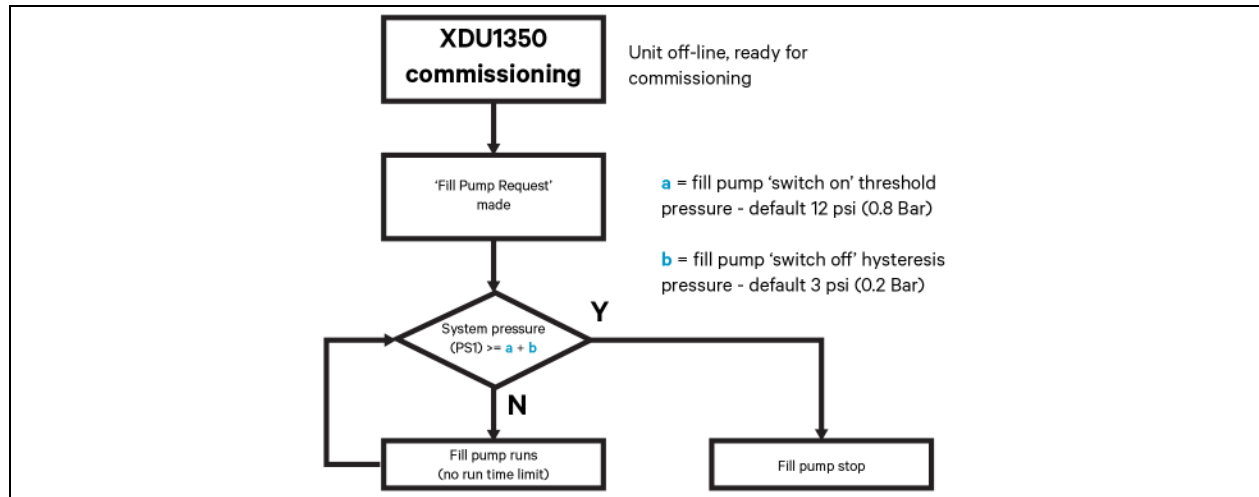 XDU1350
commissioning
Unit off-line, ready for
commissioning
‘Fill Pump Request’
made
a = fill pump ‘switch on’ threshold
pressure - default 12 psi (0.8 Bar)
b = fill pump ‘switch off’ hysteresis
pressure - default 3 psi (0.2 Bar)
System pressure
(PS1) >= a + b
Y
N
Fill pump runs
(no run time limit)
Fill pump stop